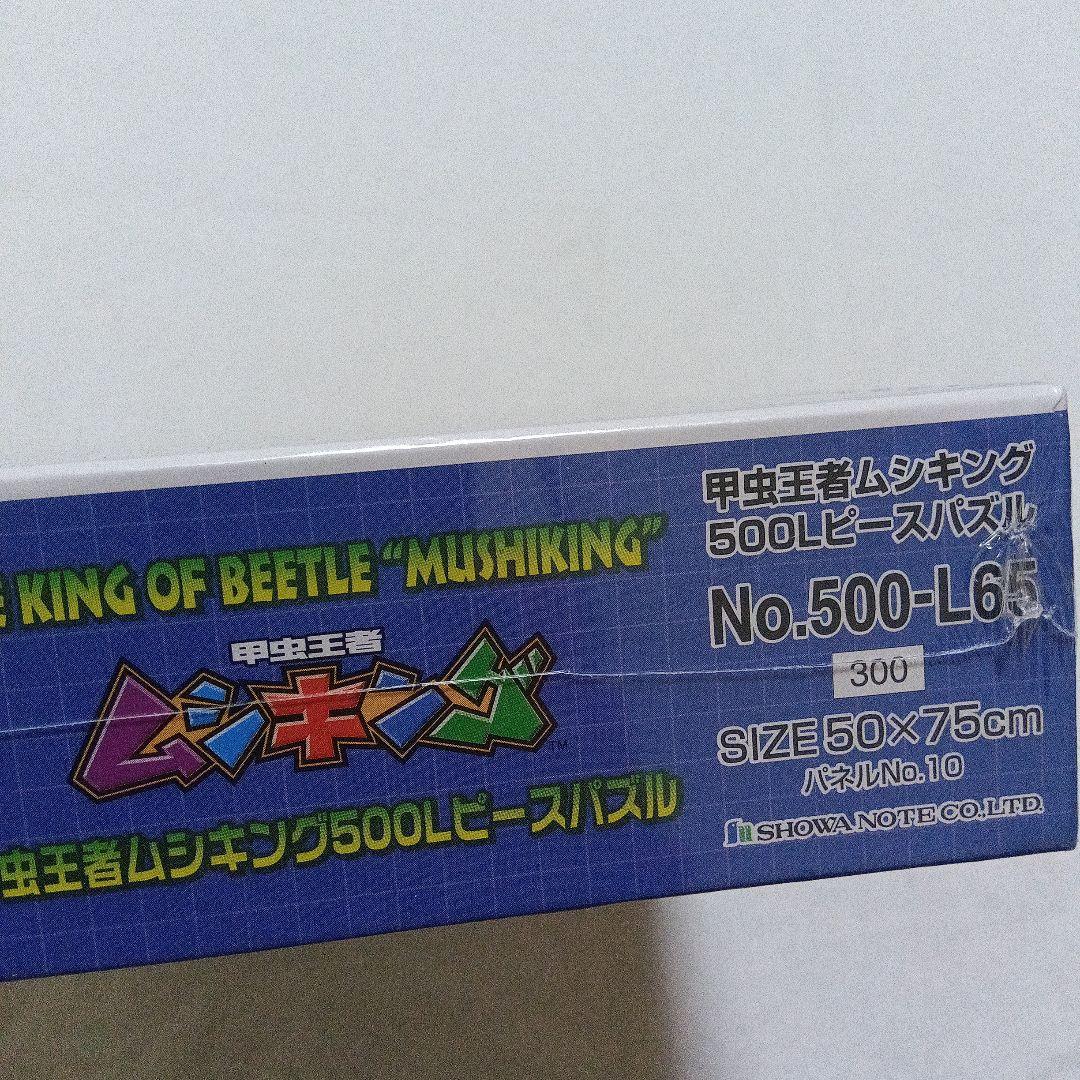 E KING OF BEETLE “MUSHIKING”
甲虫王者
ムシキング™
虫王者ムシキング500Lピースパズル
甲虫王者ムシキング
500Lピースパズル
No.500-L65
300
SIZE 50×75cm
パネルNo.10
SHOWA NOTE CO.,LTD.